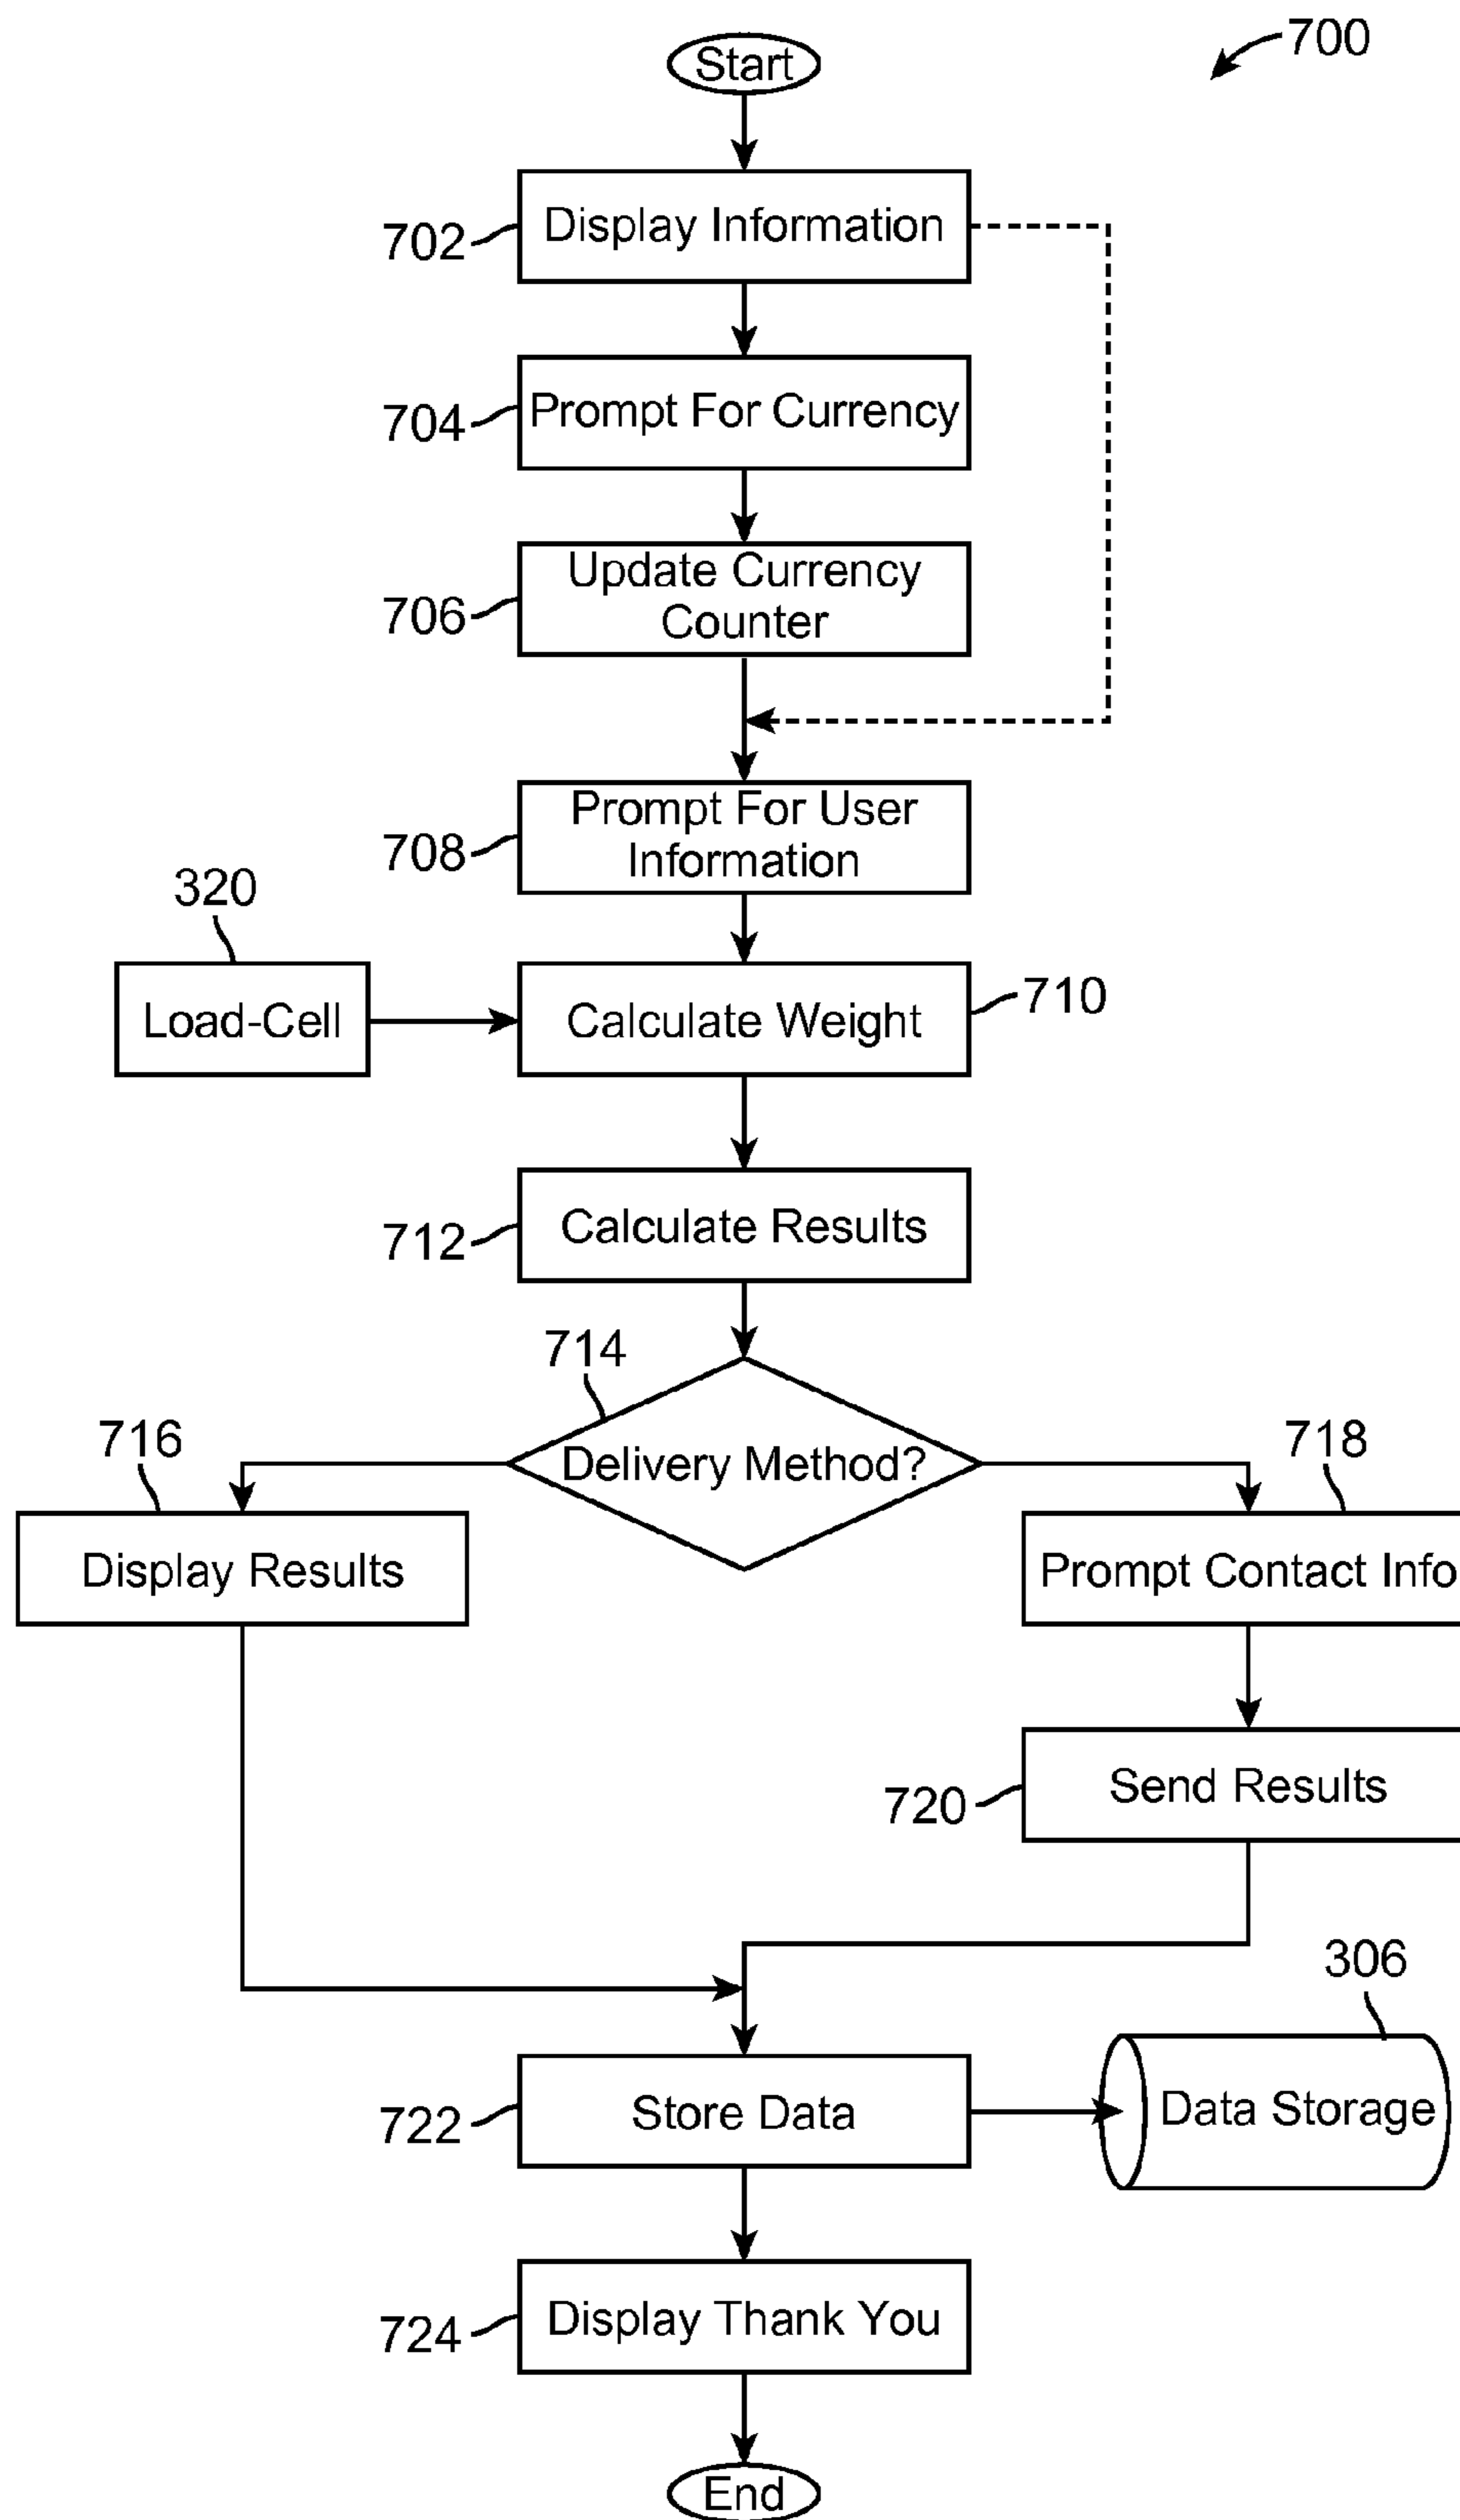 700
Start
702
Display Information
704
Prompt For Currency
706
Update Currency
Counter
708
Prompt For User
Information
320
Load-Cell
Calculate Weight
710
712
Calculate Results
714
Delivery Method?
716
Display Results
718
Prompt Contact Info
720
Send Results
306
722
Store Data
Data Storage
724
Display Thank You
End